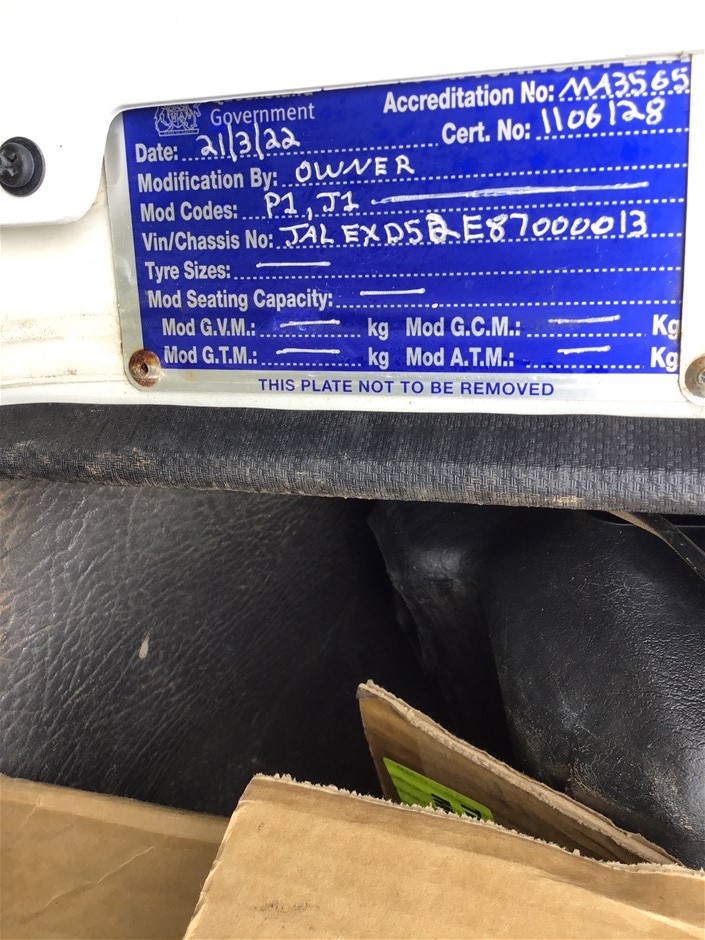 Government
Accreditation No: MA3565
Date: 21/3/22 Cert. No: 1106128
Modification By: OWNER
Mod Codes: P1, J1
Vin/Chassis No: JALEXD52E87000013
Tyre Sizes: —
Mod Seating Capacity: —
Mod G.V.M.: — kg Mod G.C.M.: — Kg
Mod G.T.M.: — kg Mod A.T.M.: — Kg
THIS PLATE NOT TO BE REMOVED